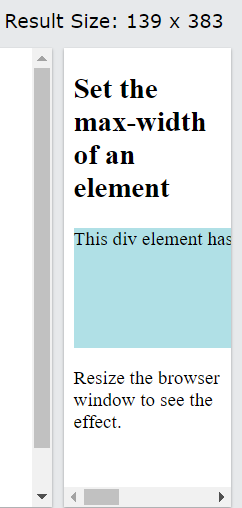 Result Size: 139 x 383
Set the
max-width
of an
element
This div element has
Resize the browser
window to see the
effect.